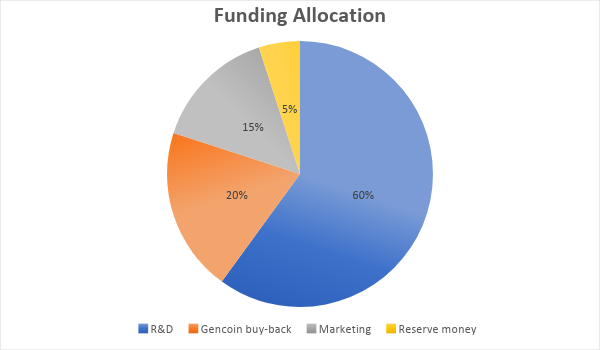 Funding Allocation
5%
15%
20%
60%
R&D Gencoin buy-back Marketing Reserve money